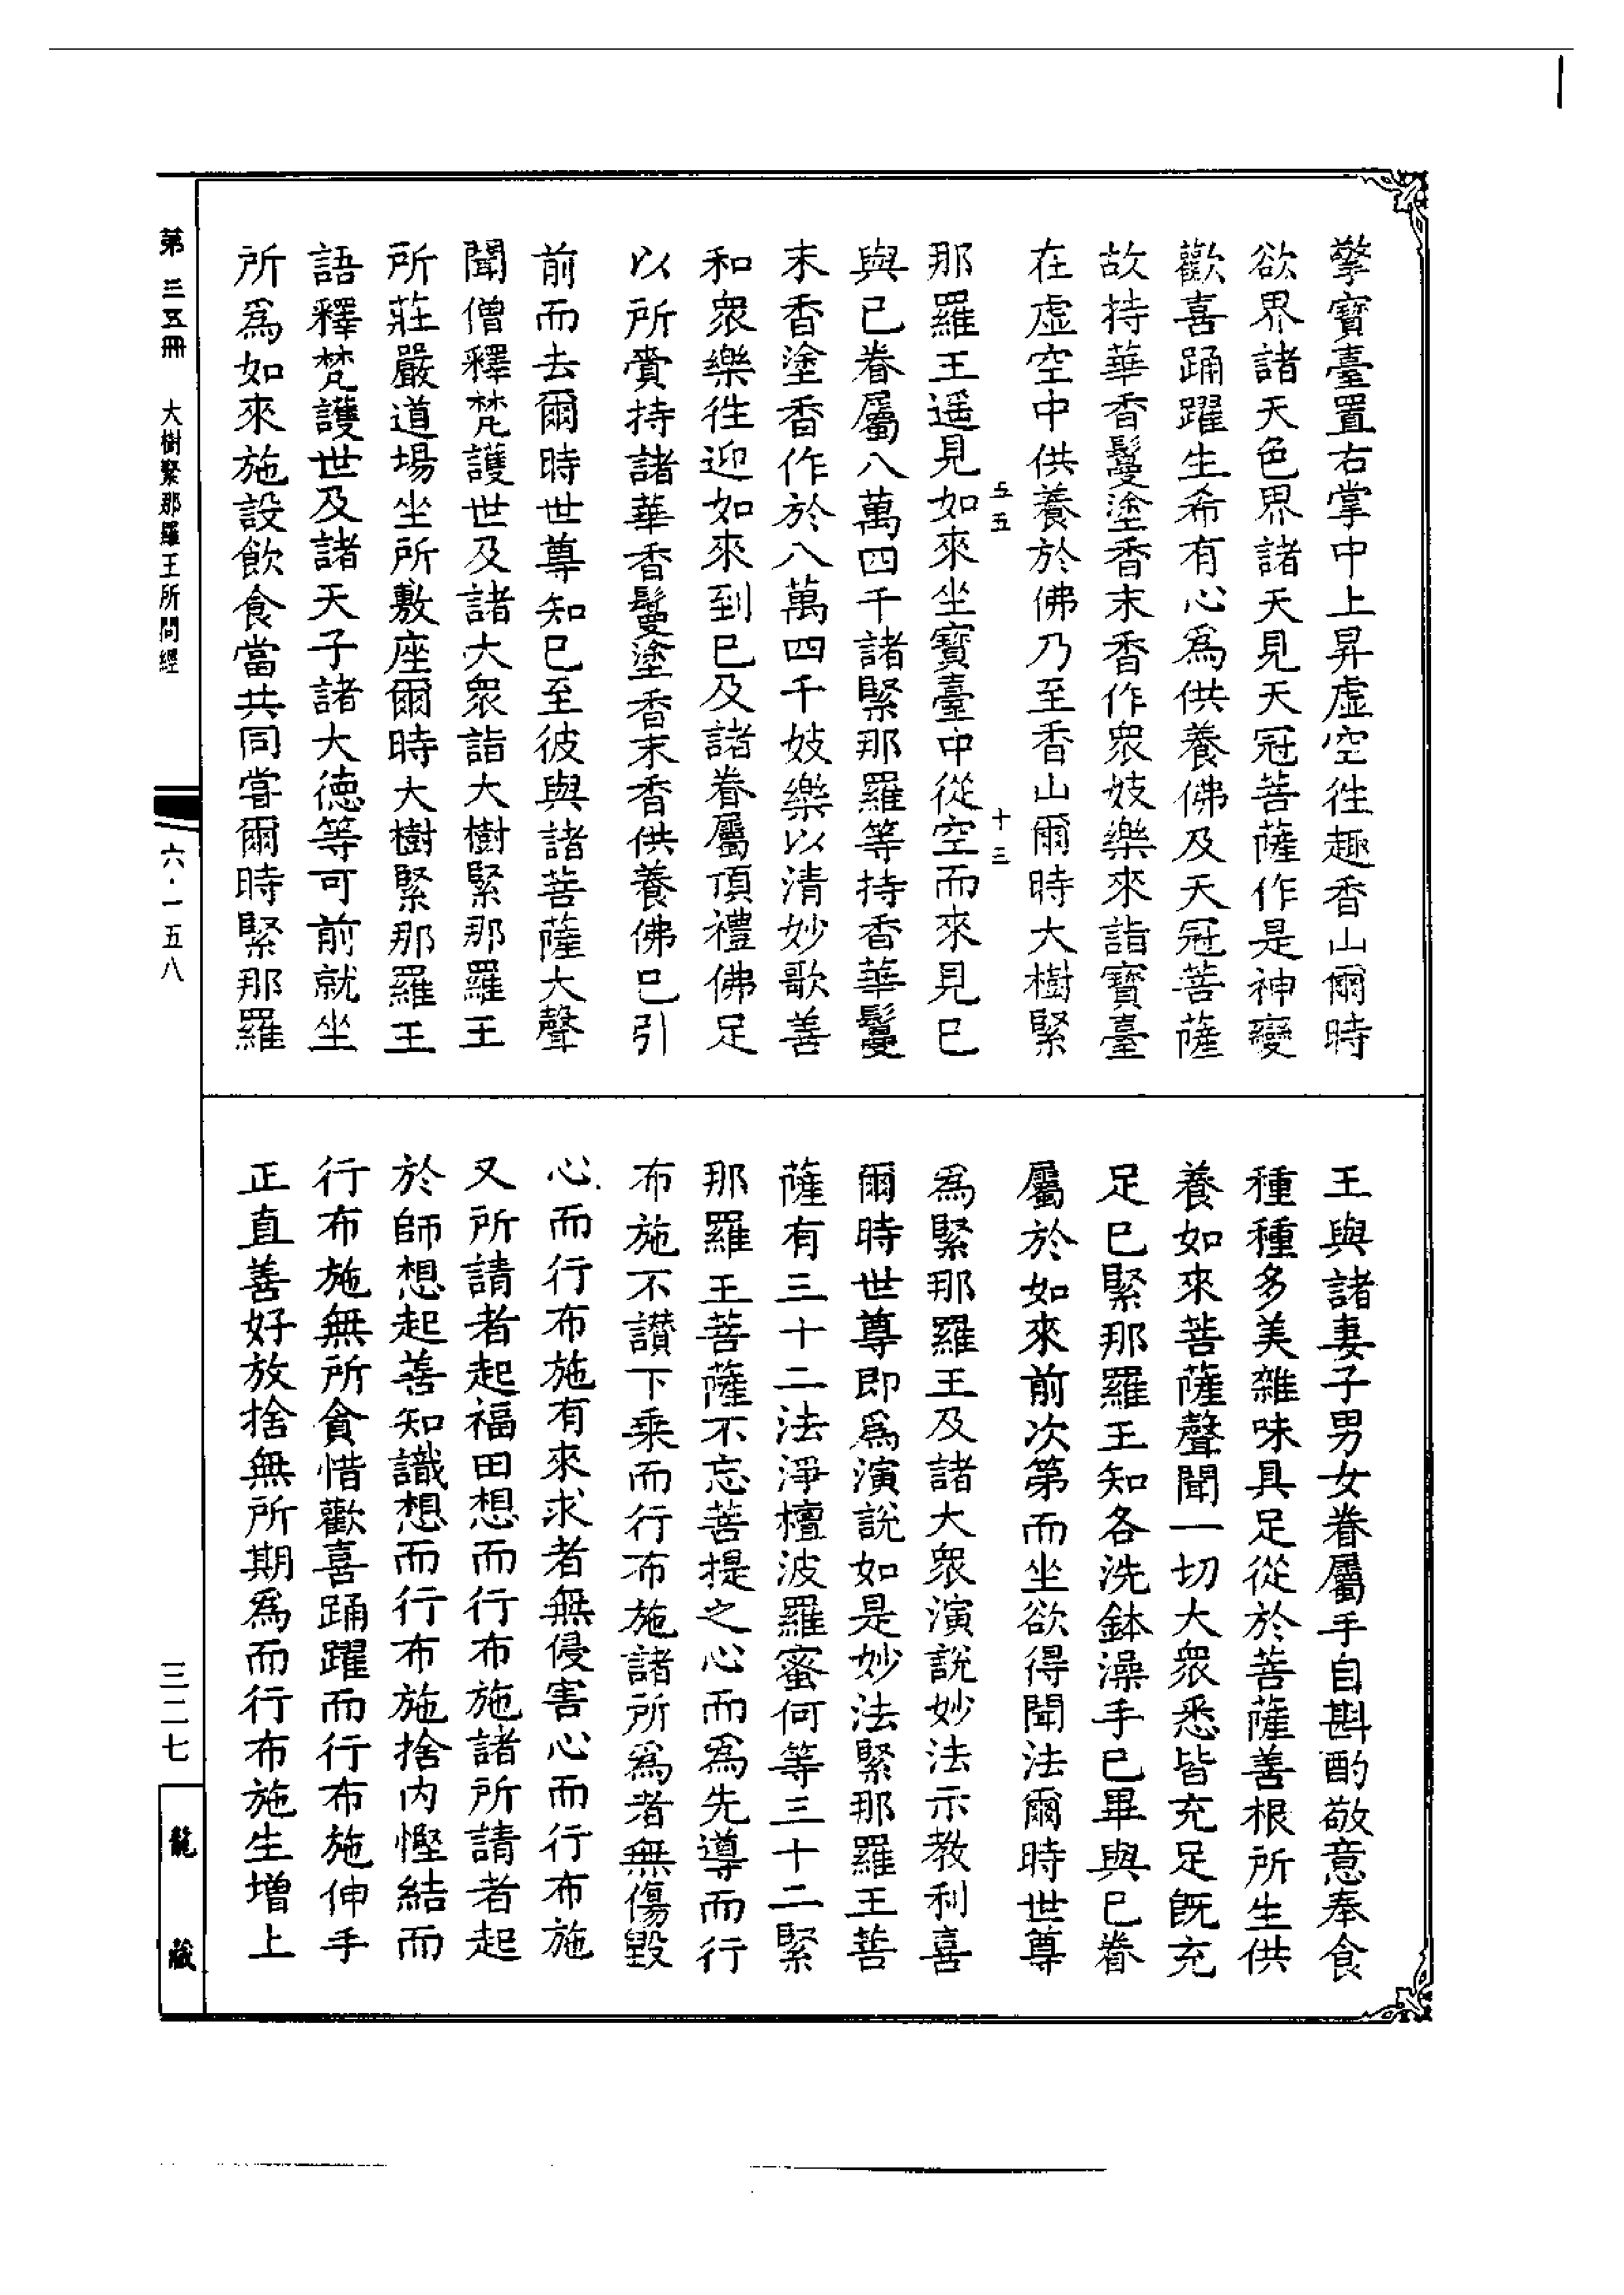 擎寶臺置右掌中上昇虛空徃趣香山爾時
欲界諸天色界諸天見天冠菩薩作是神變
歡喜踊躍生希有心爲供養佛及天冠菩薩
故持華香鬘塗香末香作衆妓樂來詣寶臺
在虛空中供養於佛乃至香山爾時大樹緊
五五 十三
那羅王遥見如來坐寶臺中從空而來見已
與已眷屬八萬四千諸緊那羅等持香華鬘
末香塗香作於八萬四千妓樂以清妙歌善
和衆樂徃迎如來到已及諸眷屬頂禮佛足
以所賷持諸華香鬘塗香末香供養佛已引
前而去爾時世尊知已至彼與諸菩薩大聲
聞僧釋梵護世及諸大衆詣大樹緊那羅王
所莊嚴道場坐所敷座爾時大樹緊那羅王
語釋梵護世及諸天子諸大德等可前就坐
所爲如來施設飲食當共同甞爾時緊那羅
王與諸妻子男女眷屬手自斟酌敬意奉食
種種多美雜味具足從於菩薩善根所生供
養如來菩薩聲聞一切大衆悉皆充足旣充
足已緊那羅王知各洗鉢澡手已畢與已眷
屬於如來前次第而坐欲得聞法爾時世尊
爲緊那羅王及諸大衆演說妙法示教利喜
爾時世尊即爲演說如是妙法緊那羅王菩
薩有三十二法淨檀波羅蜜何等三十二緊
那羅王菩薩不忘菩提之心而爲先導而行
布施不讃下乘而行布施諸所爲者無傷毀
心而行布施有來求者無侵害心而行布施
又所請者起福田想而行布施諸所請者起
於師想起善知識想而行布施捨內慳結而
行布施無所貪惜歡喜踊躍而行布施伸手
正直善好放捨無所期爲而行布施生增上
第三五冊 大樹緊那羅王所問經
六·一五八
三二七
龍藏